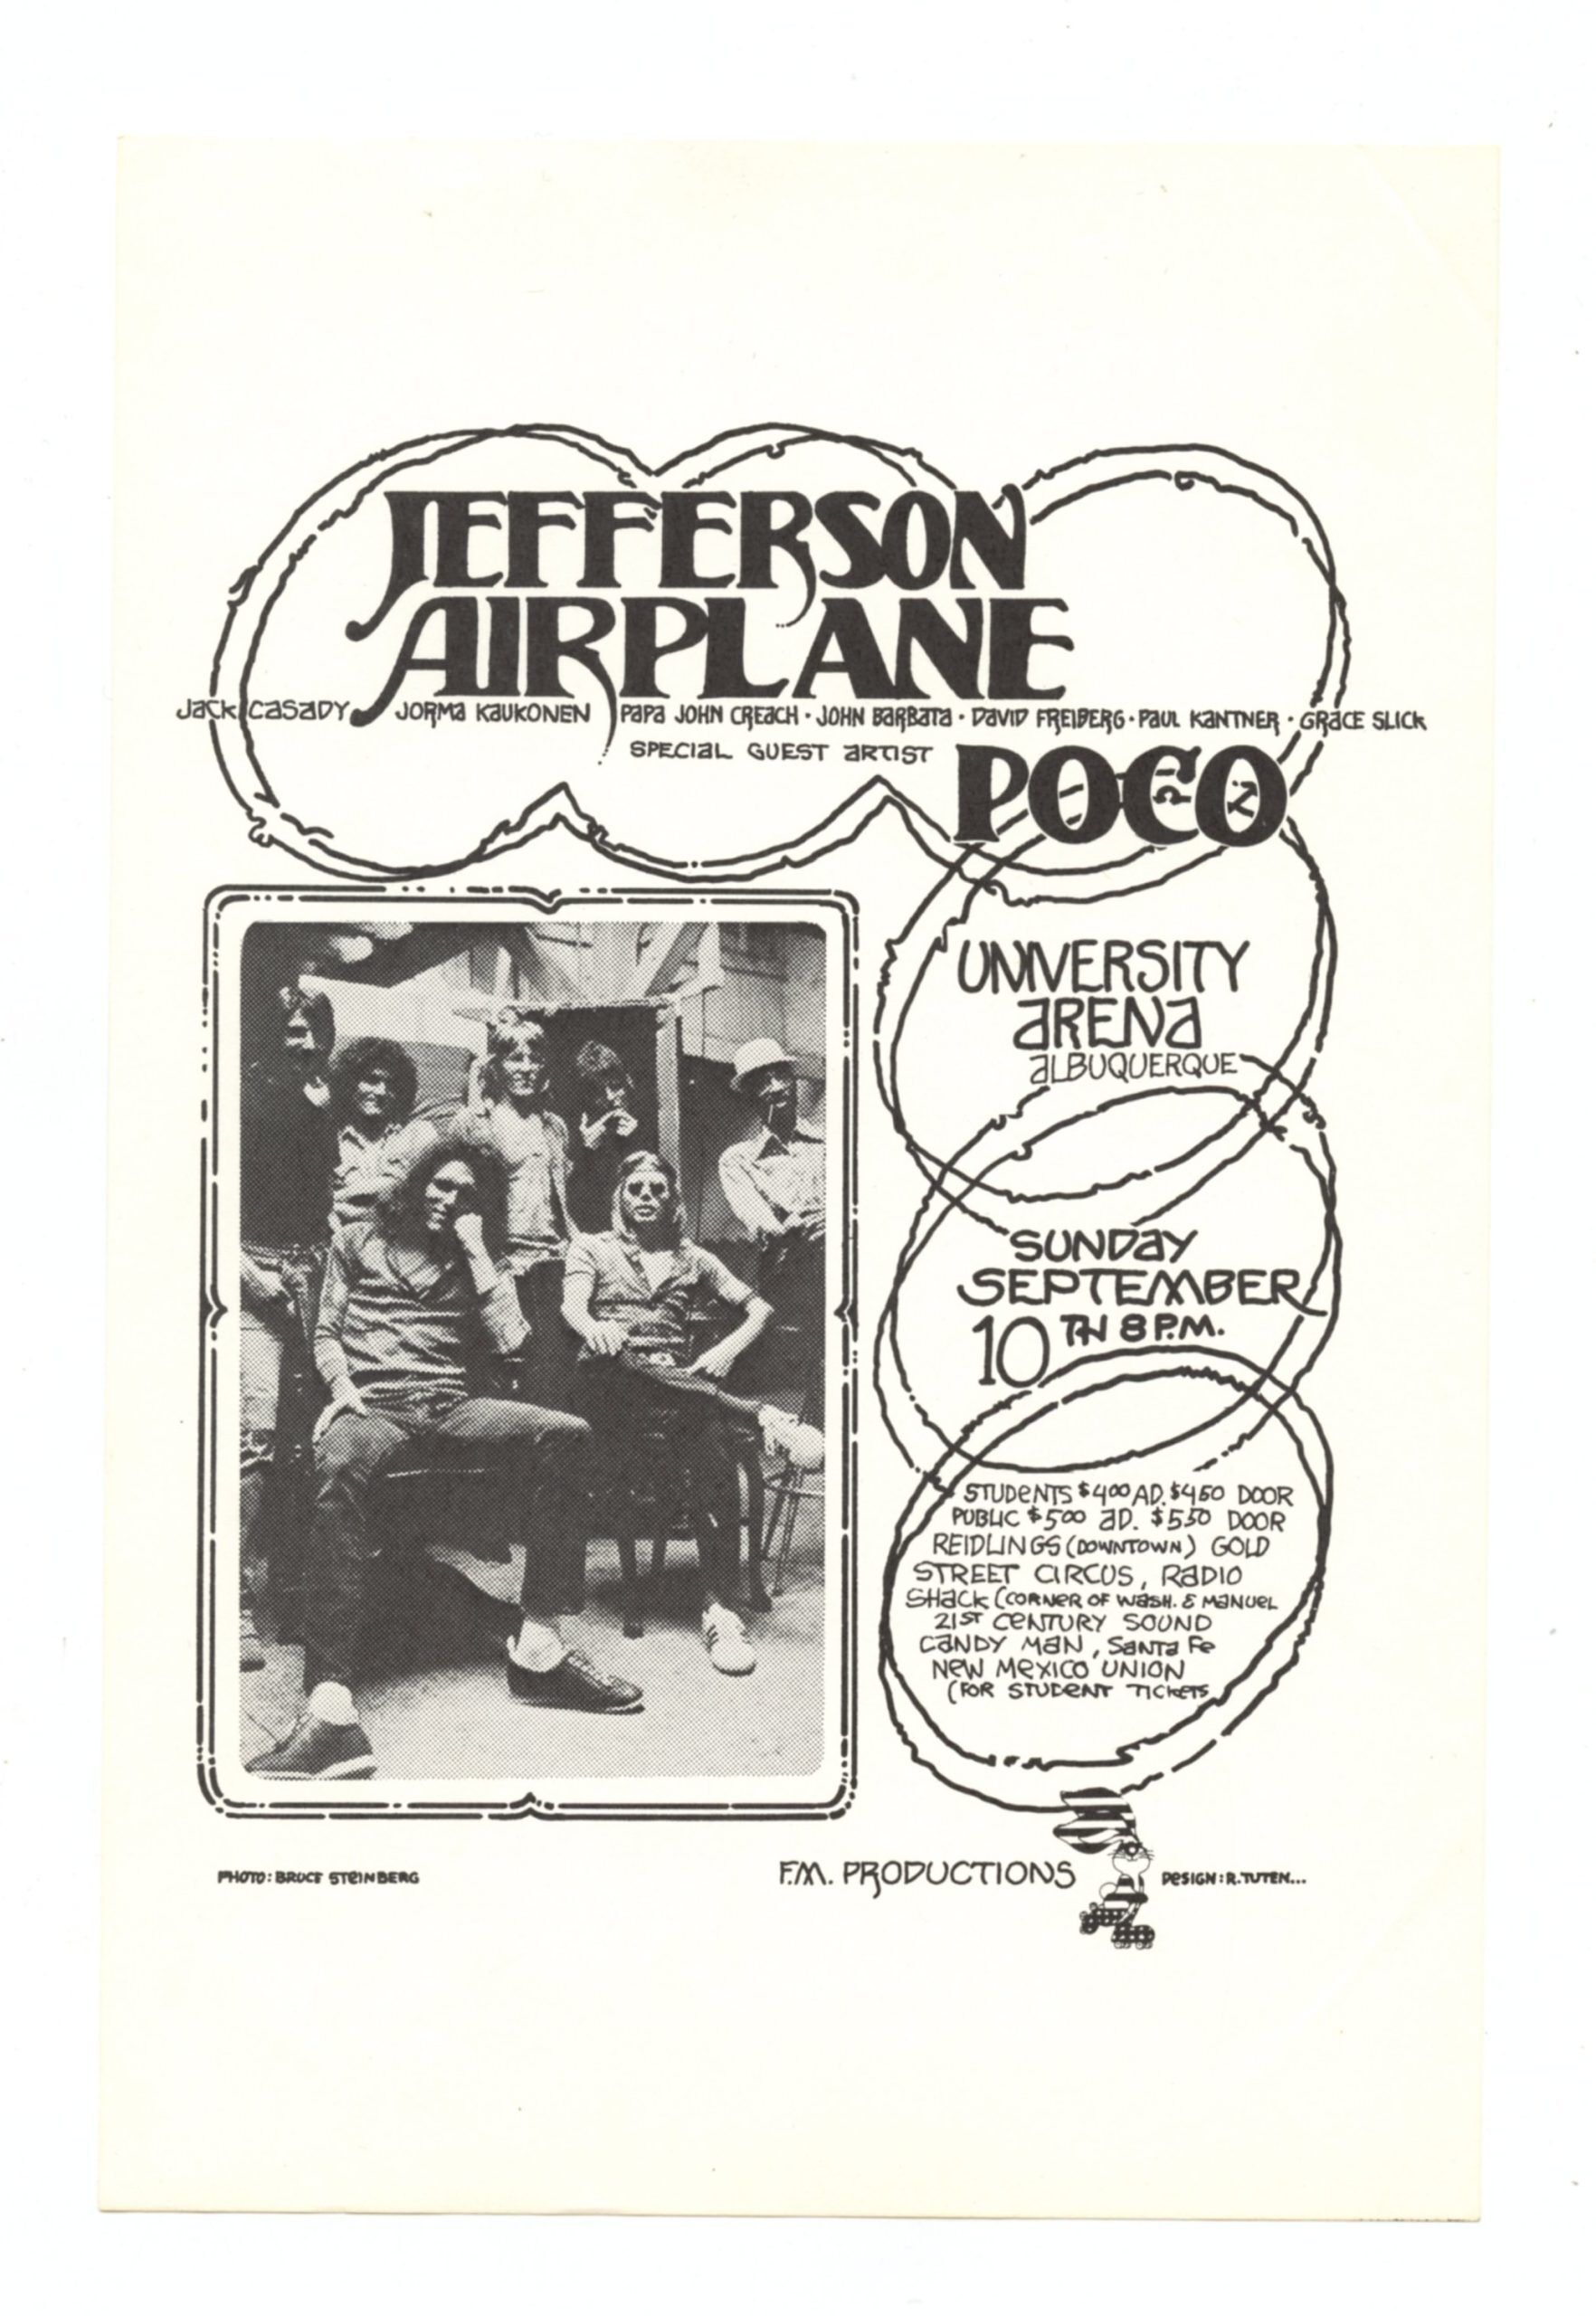 JEFFERSON
AIRPLANE
JACK CASADY JORMA KAUKONEN PAPA JOHN CREACH · JOHN BARBATA · DAVID FREIBERG · PAUL KANTNER · GRACE SLICK
SPECIAL GUEST ARTIST
POCO
UNIVERSITY
ARENA
ALBUQUERQUE
SUNDAY
SEPTEMBER
10TH 8 P.M.
STUDENTS $4.00 AD. $4.50 DOOR
PUBLIC $5.00 AD. $5.50 DOOR
REIDLINGS (DOWNTOWN) GOLD
STREET CIRCUS, RADIO
SHACK (CORNER OF WASH. & MANUEL
21ST CENTURY SOUND
CANDY MAN, SANTA FE
NEW MEXICO UNION
(FOR STUDENT TICKETS
PHOTO: BRUCE STEINBERG
F.M. PRODUCTIONS
DESIGN: R. TUTEN...